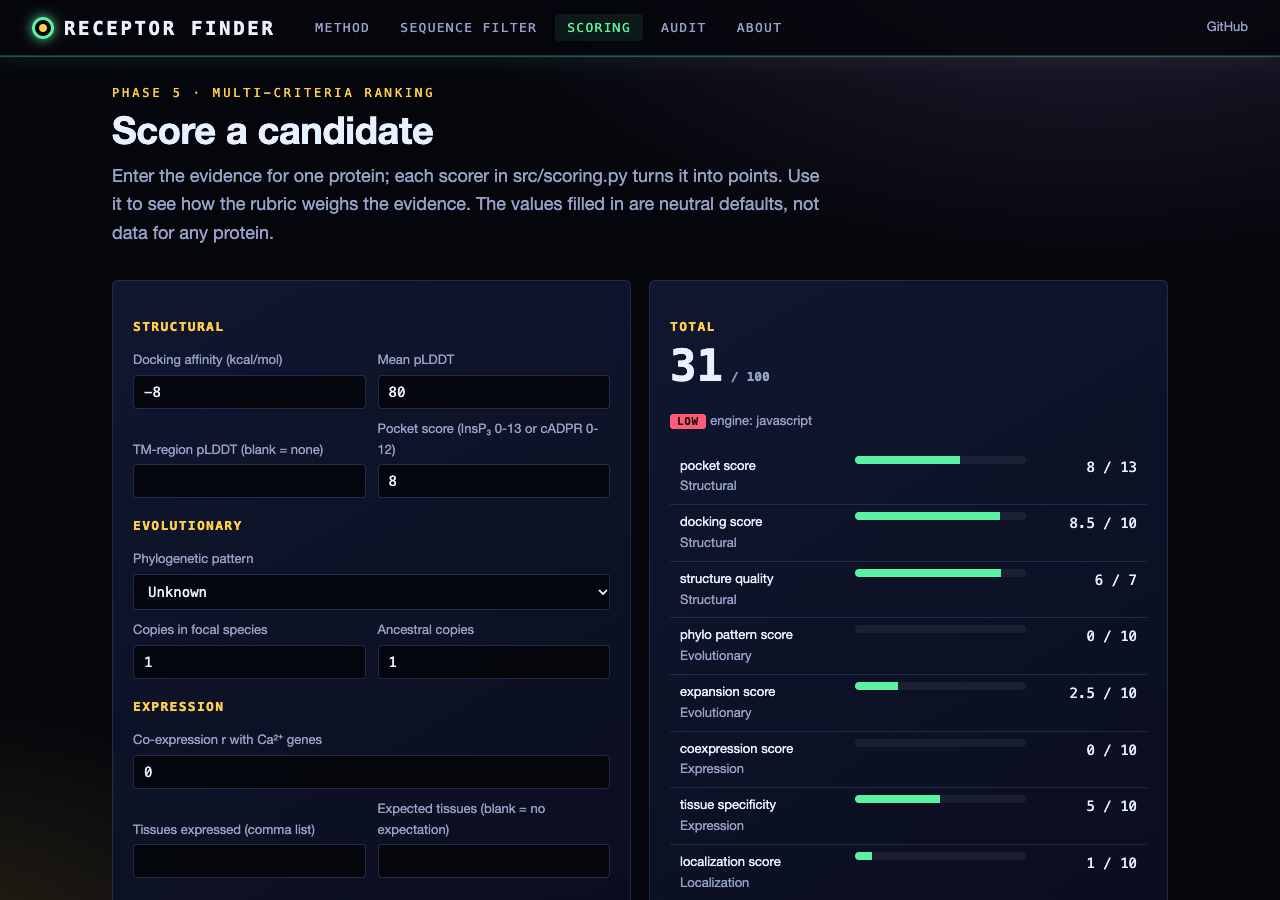 RECEPTOR FINDER
METHOD
SEQUENCE FILTER
SCORING
AUDIT
ABOUT
GitHub
PHASE 5 · MULTI-CRITERIA RANKING
Score a candidate
Enter the evidence for one protein; each scorer in src/scoring.py turns it into points. Use
it to see how the rubric weighs the evidence. The values filled in are neutral defaults, not
data for any protein.
STRUCTURAL
Docking affinity (kcal/mol)
Mean pLDDT
−8
80
TM-region pLDDT (blank = none)
Pocket score (InsP₃ 0-13 or cADPR 0-
12)
8
EVOLUTIONARY
Phylogenetic pattern
Unknown
Copies in focal species
Ancestral copies
1
1
EXPRESSION
Co-expression r with Ca²⁺ genes
0
Tissues expressed (comma list)
Expected tissues (blank = no
expectation)
TOTAL
31 / 100
LOW engine: javascript
pocket score
8 / 13
Structural
docking score
8.5 / 10
Structural
structure quality
6 / 7
Structural
phylo pattern score
0 / 10
Evolutionary
expansion score
2.5 / 10
Evolutionary
coexpression score
0 / 10
Expression
tissue specificity
5 / 10
Expression
localization score
1 / 10
Localization